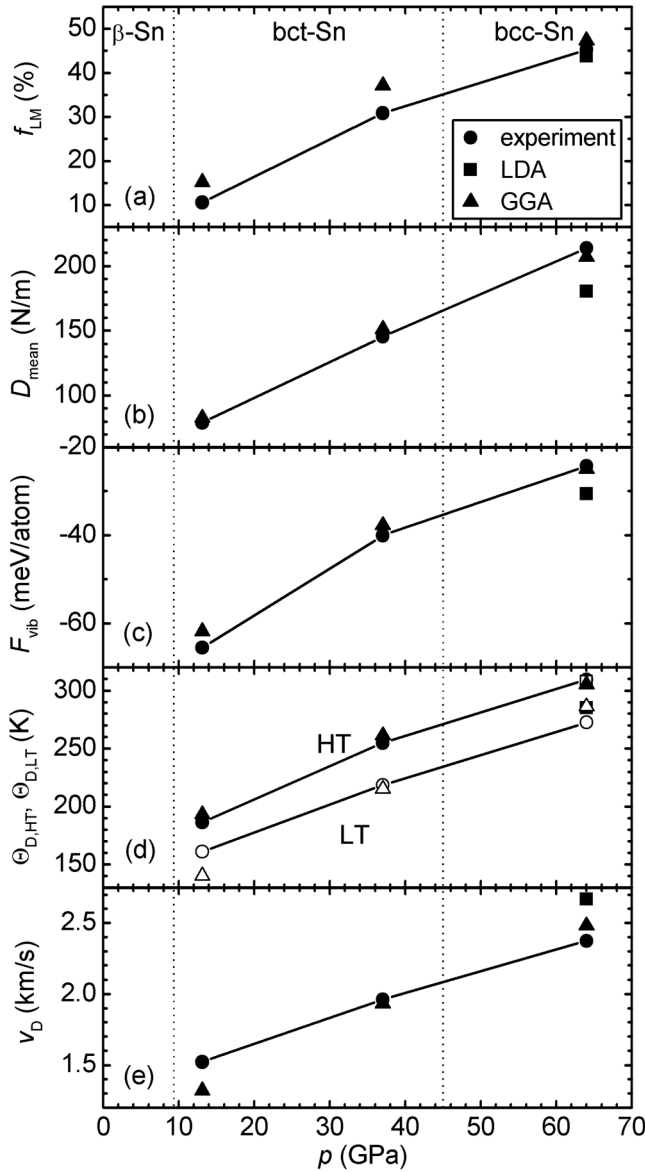 β-Sn bct-Sn bcc-Sn
50
40
30
20
10
f_LM (%)
experiment
LDA
GGA
(a)
200
150
100
D_mean (N/m)
(b)
-20
-40
-60
F_vib (meV/atom)
(c)
300
250
200
150
Θ_D,HT, Θ_D,LT (K)
HT
LT
(d)
2.5
2.0
1.5
v_D (km/s)
(e)
0 10 20 30 40 50 60 70
p (GPa)